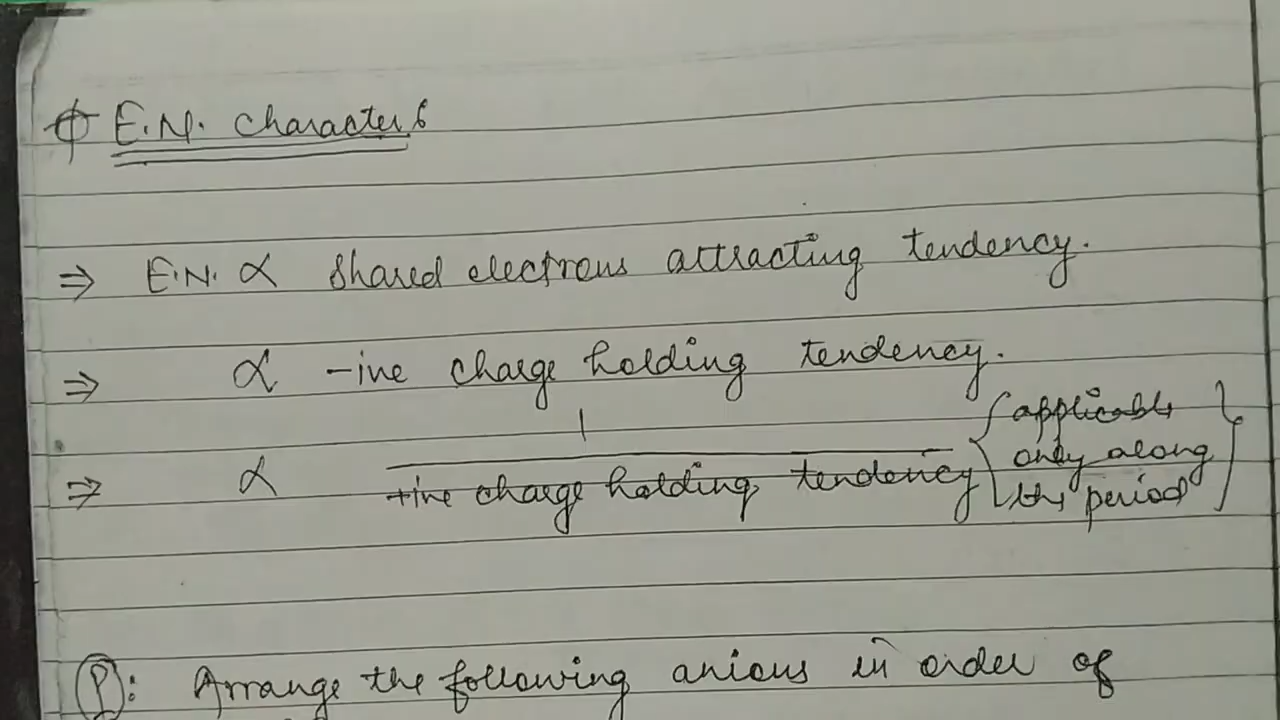 E.N. character:
⇒ E.N. ∝ shared electrons attracting tendency.
⇒ ∝ -ive charge holding tendency.
⇒ ∝ 1 / +ive charge holding tendency { applicable only along the period }
(P): Arrange the following anions in order of